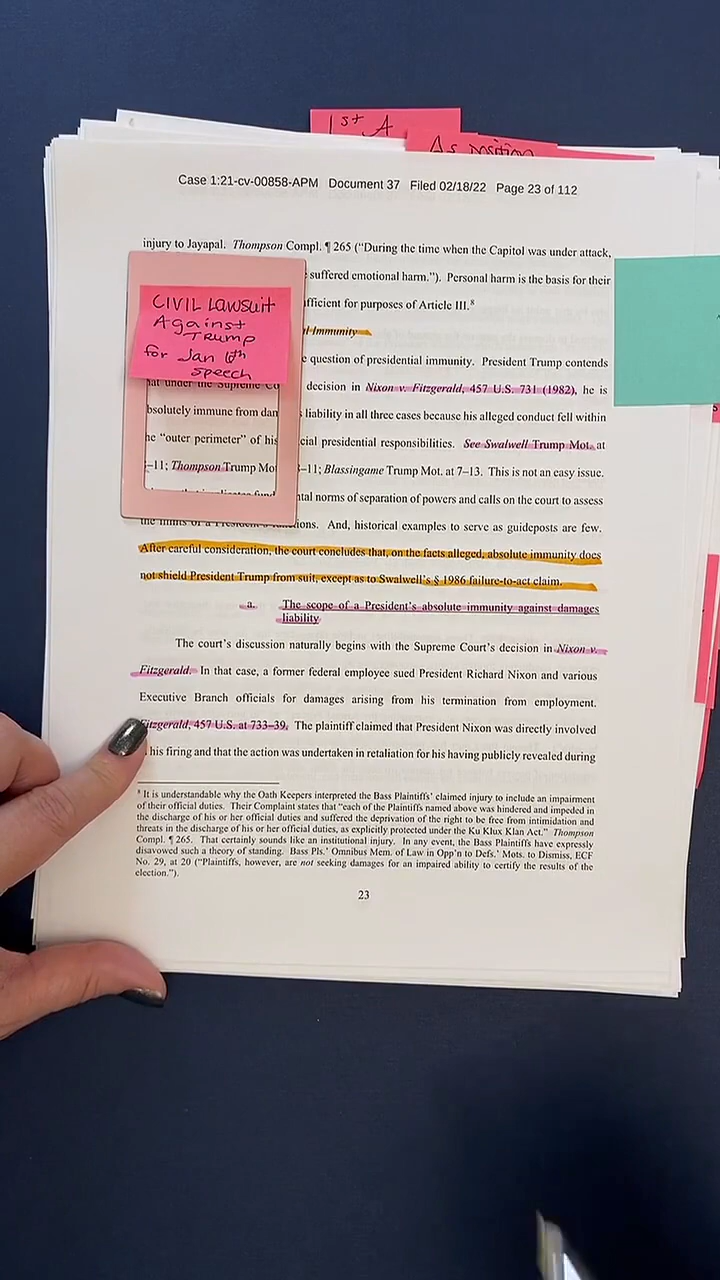 1st A
As
Case 1:21-cv-00858-APM Document 37 Filed 02/18/22 Page 23 of 112
injury to Jayapal. Thompson Compl. ¶ 265 (“During the time when the Capitol was under attack,
suffered emotional harm.”). Personal harm is the basis for their
fficient for purposes of Article III.⁸
l Immunity
CIVIL LAWSUIT
Against
TRUMP
for Jan 6th
speech
question of presidential immunity. President Trump contends
decision in Nixon v. Fitzgerald, 457 U.S. 731 (1982), he is
bsolutely immune from dam s liability in all three cases because his alleged conduct fell within
he “outer perimeter” of his cial presidential responsibilities. See Swalwell Trump Mot. at
–11; Thompson Trump Mo –11; Blassingame Trump Mot. at 7–13. This is not an easy issue.
ntal norms of separation of powers and calls on the court to assess
the limits of a President’s ions. And, historical examples to serve as guideposts are few.
After careful consideration, the court concludes that, on the facts alleged, absolute immunity does
not shield President Trump from suit, except as to Swalwell’s § 1986 failure-to-act claim.
a. The scope of a President’s absolute immunity against damages
liability
The court’s discussion naturally begins with the Supreme Court’s decision in Nixon v.
Fitzgerald. In that case, a former federal employee sued President Richard Nixon and various
Executive Branch officials for damages arising from his termination from employment.
Fitzgerald, 457 U.S. at 733–39. The plaintiff claimed that President Nixon was directly involved
his firing and that the action was undertaken in retaliation for his having publicly revealed during
⁸ It is understandable why the Oath Keepers interpreted the Bass Plaintiffs’ claimed injury to include an impairment
of their official duties. Their Complaint states that “each of the Plaintiffs named above was hindered and impeded in
the discharge of his or her official duties and suffered the deprivation of the right to be free from intimidation and
threats in the discharge of his or her official duties, as explicitly protected under the Ku Klux Klan Act.” Thompson
Compl. ¶ 265. That certainly sounds like an institutional injury. In any event, the Bass Plaintiffs have expressly
disavowed such a theory of standing. Bass Pls.’ Omnibus Mem. of Law in Opp’n to Defs.’ Mots. to Dismiss, ECF
No. 29, at 20 (“Plaintiffs, however, are not seeking damages for an impaired ability to certify the results of the
election.”).
23